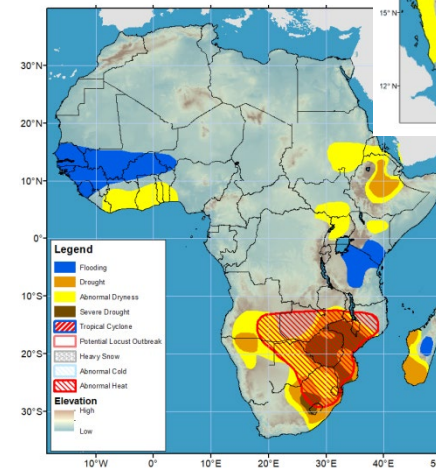 15°N
12°N
30°N
20°N
10°N
0°
10°S
20°S
30°S
Legend
Flooding
Drought
Abnormal Dryness
Severe Drought
Tropical Cyclone
Potential Locust Outbreak
Heavy Snow
Abnormal Cold
Abnormal Heat
Elevation
High
Low
10°W 0° 10°E 20°E 30°E 40°E